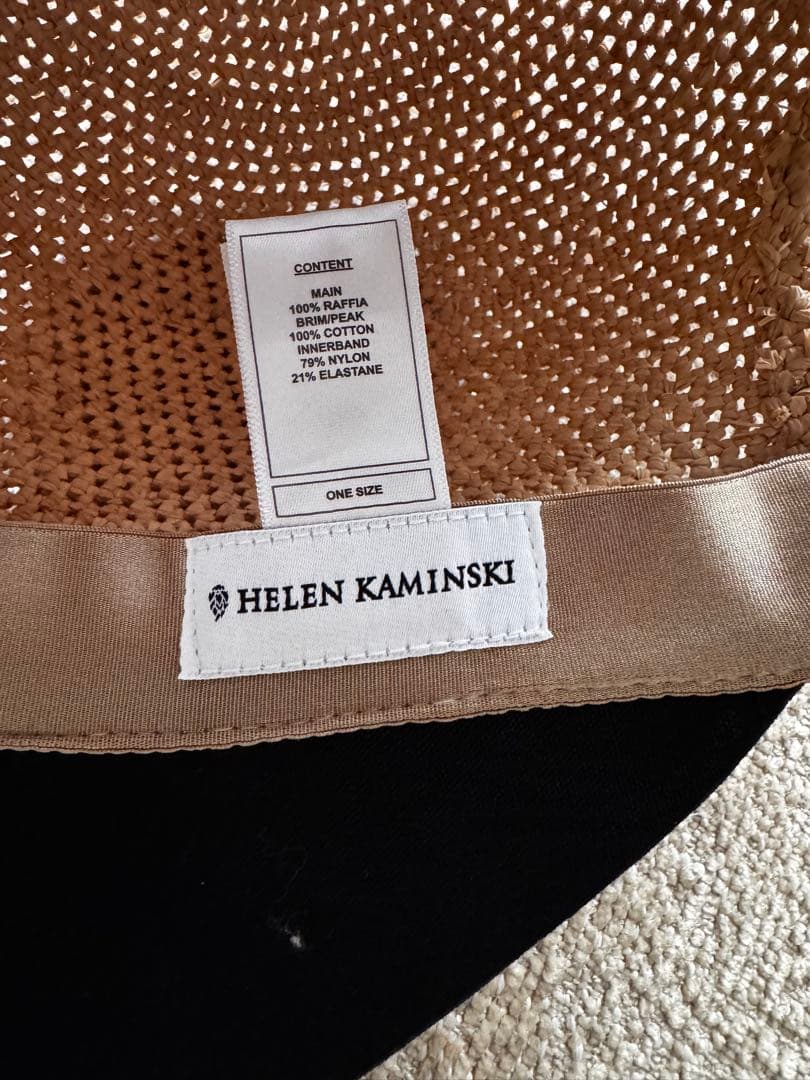 CONTENT
MAIN
100% RAFFIA
BRIM/PEAK
100% COTTON
INNERBAND
79% NYLON
21% ELASTANE
ONE SIZE
HELEN KAMINSKI